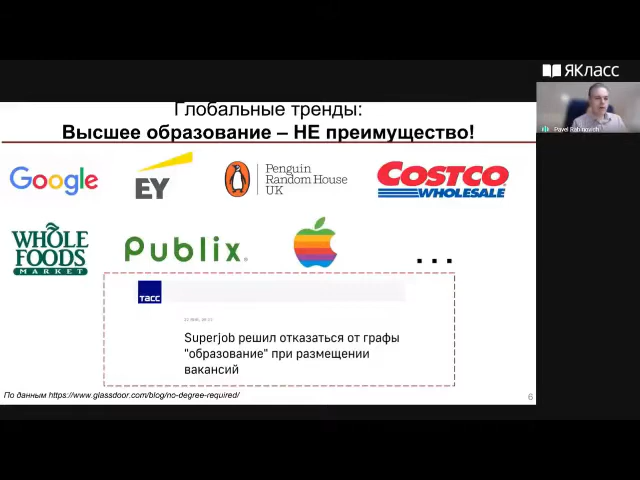 ЯКласс
Pavel Rabinovich
Глобальные тренды:
Высшее образование – НЕ преимущество!
Google
EY
Penguin
Random House
UK
COSTCO
WHOLESALE
WHOLE
FOODS
MARKET
Publix
...
ТАСС
Superjob решил отказаться от графы
"образование" при размещении
вакансий
По данным https://www.glassdoor.com/blog/no-degree-required/
6